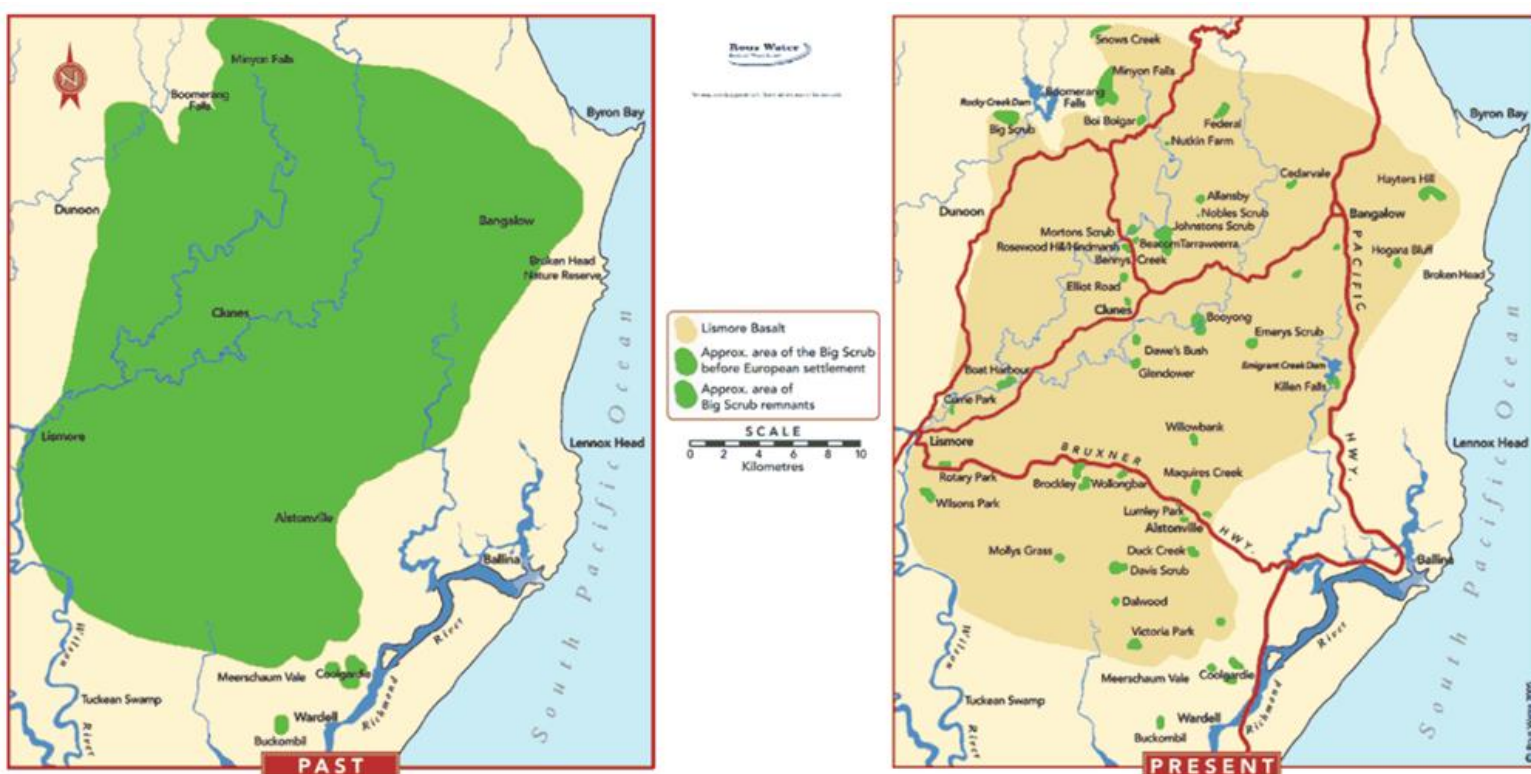 N
Minyon Falls
Boomerang
Falls
Byron Bay
Dunoon
Bangalow
Broken Head
Nature Reserve
Clunes
Lismore
Lennox Head
Alstonville
Ballina
Wilson
River
Meerschaum Vale
Coolgardie
Tuckean Swamp
Wardell
Buckombil
Richmond
River
South Pacific Ocean
PAST
Rous Water
Lismore Basalt
Approx. area of the Big Scrub
before European settlement
Approx. area of
Big Scrub remnants
SCALE
0 2 4 6 8 10
Kilometres
Snows Creek
Minyon Falls
Rocky Creek Dam
Boomerang
Falls
Big Scrub
Boi Boigar
Federal
Nutkin Farm
Byron Bay
Cedarvale
Hayters Hill
Dunoon
Allansby
Nobles Scrub
Bangalow
Johnstons Scrub
Mortons Scrub
Rosewood Hill/Hindmarsh
BeacomTarraweerra
Bennys Creek
Hogans Bluff
Broken Head
Elliot Road
Clunes
Booyong
Emerys Scrub
Dawe's Bush
Glendower
Emigrant Creek Dam
Killen Falls
Boat Harbour
Currie Park
Lismore
Willowbank
Lennox Head
PACIFIC
HWY.
BRUXNER
HWY.
Rotary Park
Brockley
Wollongbar
Maquires Creek
Wilsons Park
Lumley Park
Alstonville
Mollys Grass
Duck Creek
Davis Scrub
Ballina
Dalwood
Victoria Park
Wilson
River
Meerschaum Vale
Coolgardie
Tuckean Swamp
Wardell
Buckombil
Richmond
River
South Pacific Ocean
PRESENT